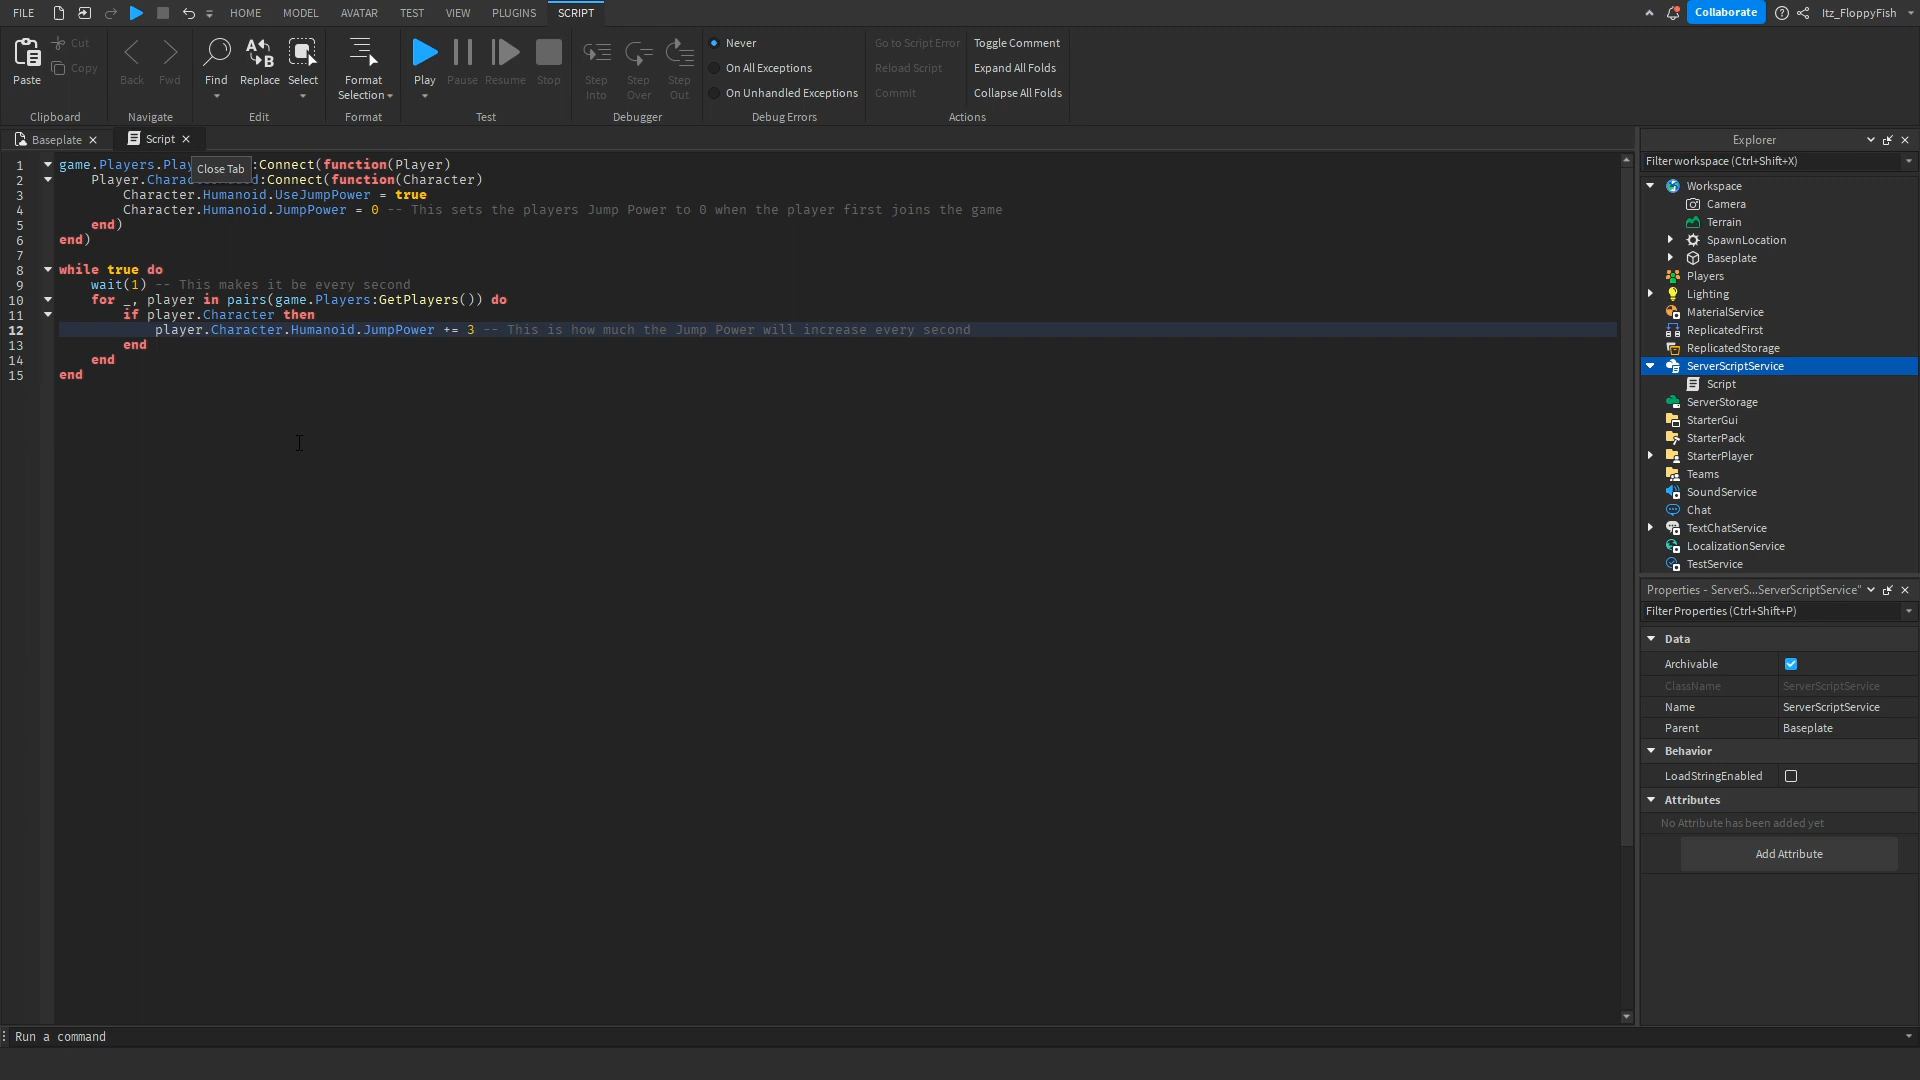 FILE HOME MODEL AVATAR TEST VIEW PLUGINS SCRIPT Collaborate Itz_FloppyFish
Paste Cut Copy Back Fwd Find Replace Select Format Selection Play Pause Resume Stop Step Into Step Over Step Out
Never
On All Exceptions
On Unhandled Exceptions
Go to Script Error
Reload Script
Commit
Toggle Comment
Expand All Folds
Collapse All Folds
Clipboard Navigate Edit Format Test Debugger Debug Errors Actions
Baseplate Script
Close Tab
1 game.Players.Play :Connect(function(Player)
2 Player.Charac d:Connect(function(Character)
3 Character.Humanoid.UseJumpPower = true
4 Character.Humanoid.JumpPower = 0 -- This sets the players Jump Power to 0 when the player first joins the game
5 end)
6 end)
7
8 while true do
9 wait(1) -- This makes it be every second
10 for _, player in pairs(game.Players:GetPlayers()) do
11 if player.Character then
12 player.Character.Humanoid.JumpPower += 3 -- This is how much the Jump Power will increase every second
13 end
14 end
15 end
Explorer
Filter workspace (Ctrl+Shift+X)
Workspace
Camera
Terrain
SpawnLocation
Baseplate
Players
Lighting
MaterialService
ReplicatedFirst
ReplicatedStorage
ServerScriptService
Script
ServerStorage
StarterGui
StarterPack
StarterPlayer
Teams
SoundService
Chat
TextChatService
LocalizationService
TestService
Properties - ServerS...ServerScriptService"
Filter Properties (Ctrl+Shift+P)
Data
Archivable
ClassName ServerScriptService
Name ServerScriptService
Parent Baseplate
Behavior
LoadStringEnabled
Attributes
No Attribute has been added yet
Add Attribute
Run a command